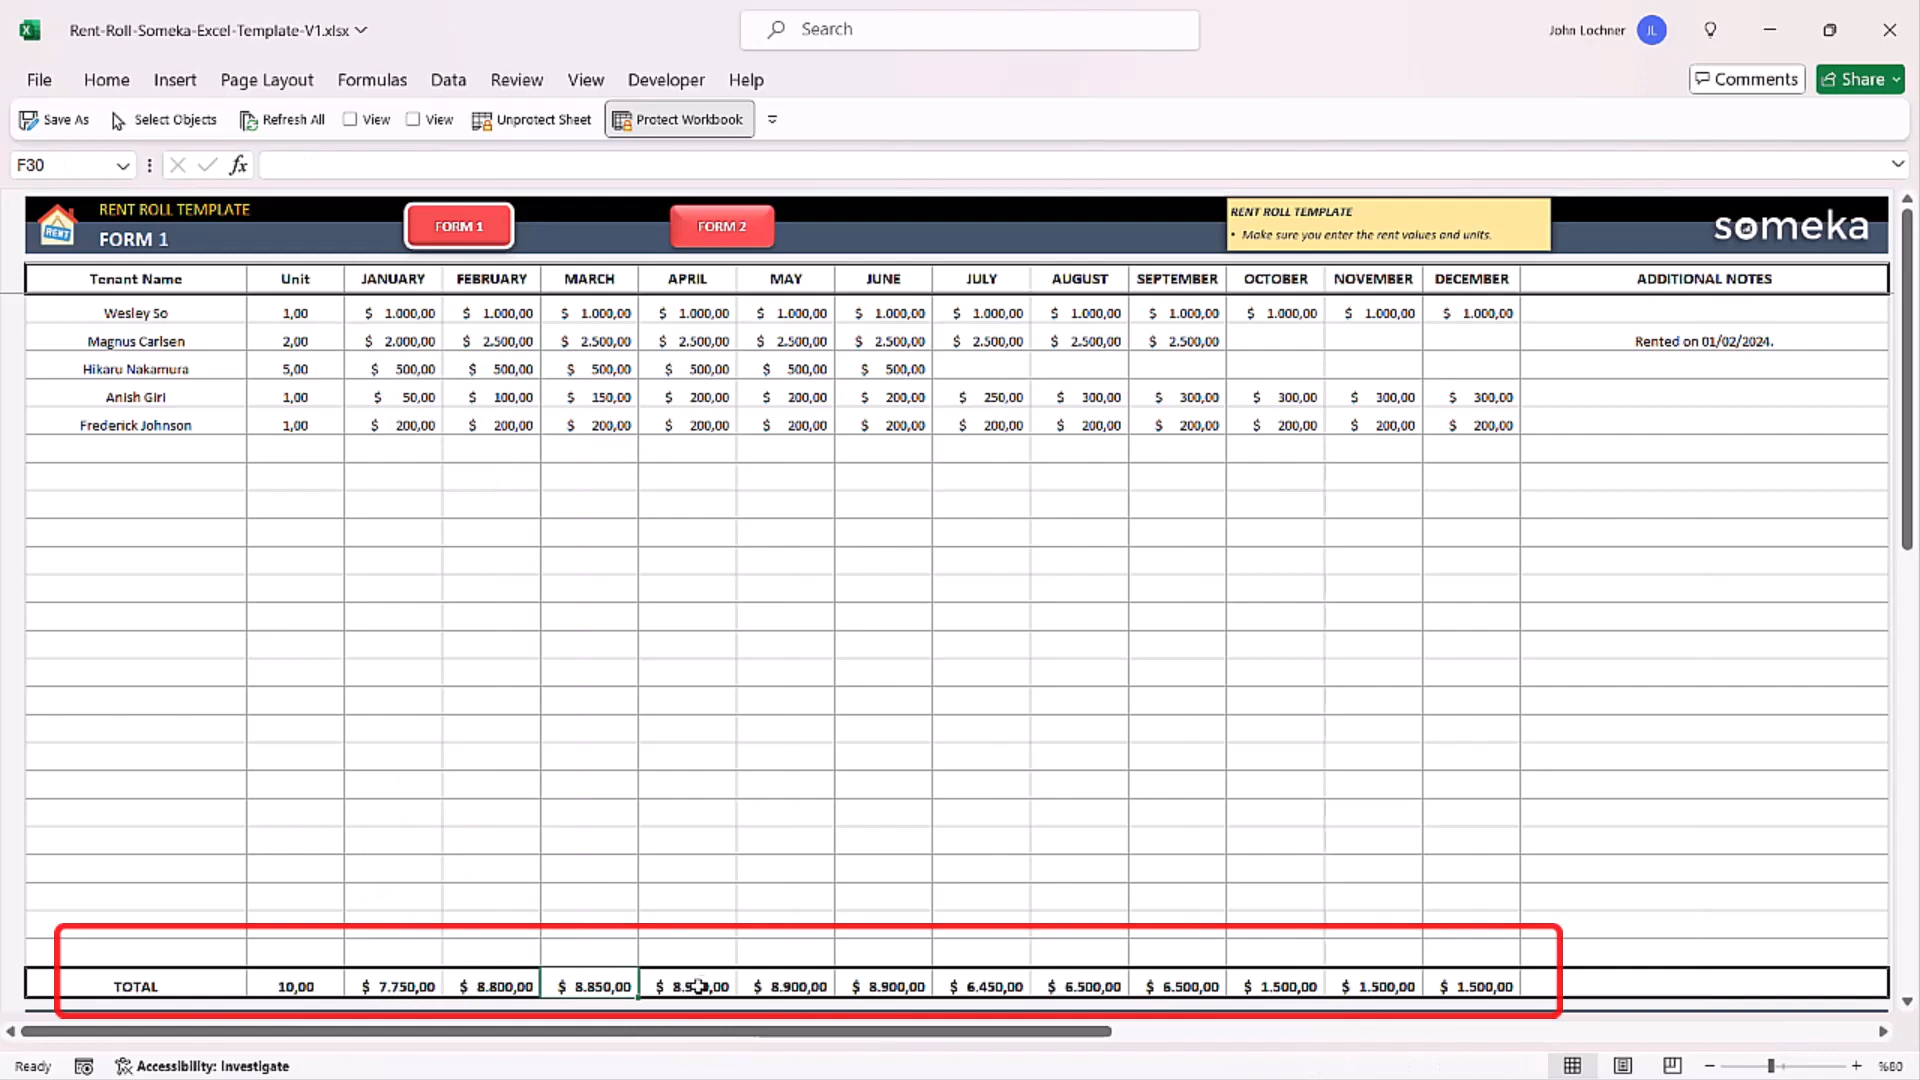 Rent-Roll-Someka-Excel-Template-V1.xlsx
Search
John Lochner JL
File Home Insert Page Layout Formulas Data Review View Developer Help Comments Share
Save As Select Objects Refresh All View View Unprotect Sheet Protect Workbook
F30 fx
RENT ROLL TEMPLATE
FORM 1
RENT
FORM 1
FORM 2
RENT ROLL TEMPLATE
• Make sure you enter the rent values and units.
someka
Tenant Name Unit JANUARY FEBRUARY MARCH APRIL MAY JUNE JULY AUGUST SEPTEMBER OCTOBER NOVEMBER DECEMBER ADDITIONAL NOTES
Wesley So 1,00 $ 1.000,00 $ 1.000,00 $ 1.000,00 $ 1.000,00 $ 1.000,00 $ 1.000,00 $ 1.000,00 $ 1.000,00 $ 1.000,00 $ 1.000,00 $ 1.000,00 $ 1.000,00
Magnus Carlsen 2,00 $ 2.000,00 $ 2.500,00 $ 2.500,00 $ 2.500,00 $ 2.500,00 $ 2.500,00 $ 2.500,00 $ 2.500,00 $ 2.500,00 Rented on 01/02/2024.
Hikaru Nakamura 5,00 $ 500,00 $ 500,00 $ 500,00 $ 500,00 $ 500,00 $ 500,00
Anish Giri 1,00 $ 50,00 $ 100,00 $ 150,00 $ 200,00 $ 200,00 $ 200,00 $ 250,00 $ 300,00 $ 300,00 $ 300,00 $ 300,00 $ 300,00
Frederick Johnson 1,00 $ 200,00 $ 200,00 $ 200,00 $ 200,00 $ 200,00 $ 200,00 $ 200,00 $ 200,00 $ 200,00 $ 200,00 $ 200,00 $ 200,00
TOTAL 10,00 $ 7.750,00 $ 8.800,00 $ 8.850,00 $ $ 8.900,00 $ 8.900,00 $ 6.450,00 $ 6.500,00 $ 6.500,00 $ 1.500,00 $ 1.500,00 $ 1.500,00
Ready Accessibility: Investigate %80